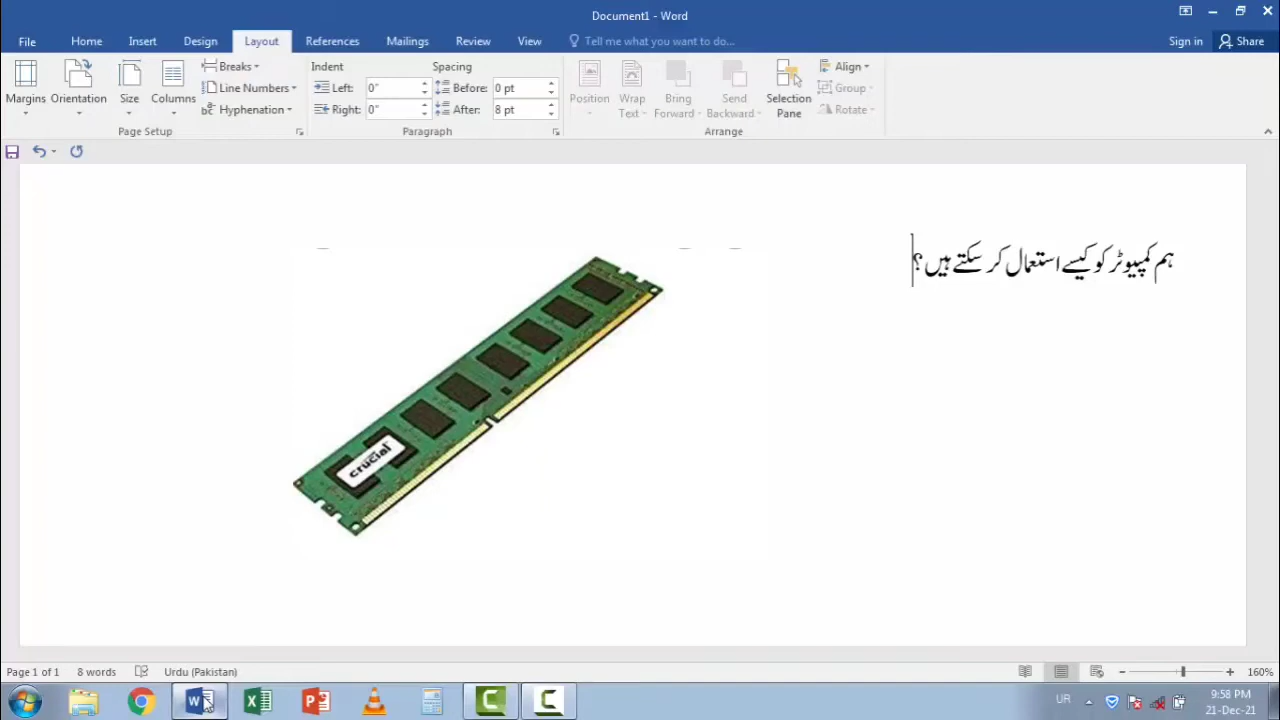 Document1 - Word
File Home Insert Design Layout References Mailings Review View Tell me what you want to do... Sign in Share
Margins Orientation Size Columns Breaks Line Numbers Hyphenation
Page Setup
Indent Spacing
Left: 0" Before: 0 pt
Right: 0" After: 8 pt
Paragraph
Position Wrap Text Bring Forward Send Backward Selection Pane Align Group Rotate
Arrange
ہم کمپیوٹر کو کیسے استعمال کر سکتے ہیں؟
crucial
Page 1 of 1 8 words Urdu (Pakistan) 160%
UR 9:58 PM
21-Dec-21